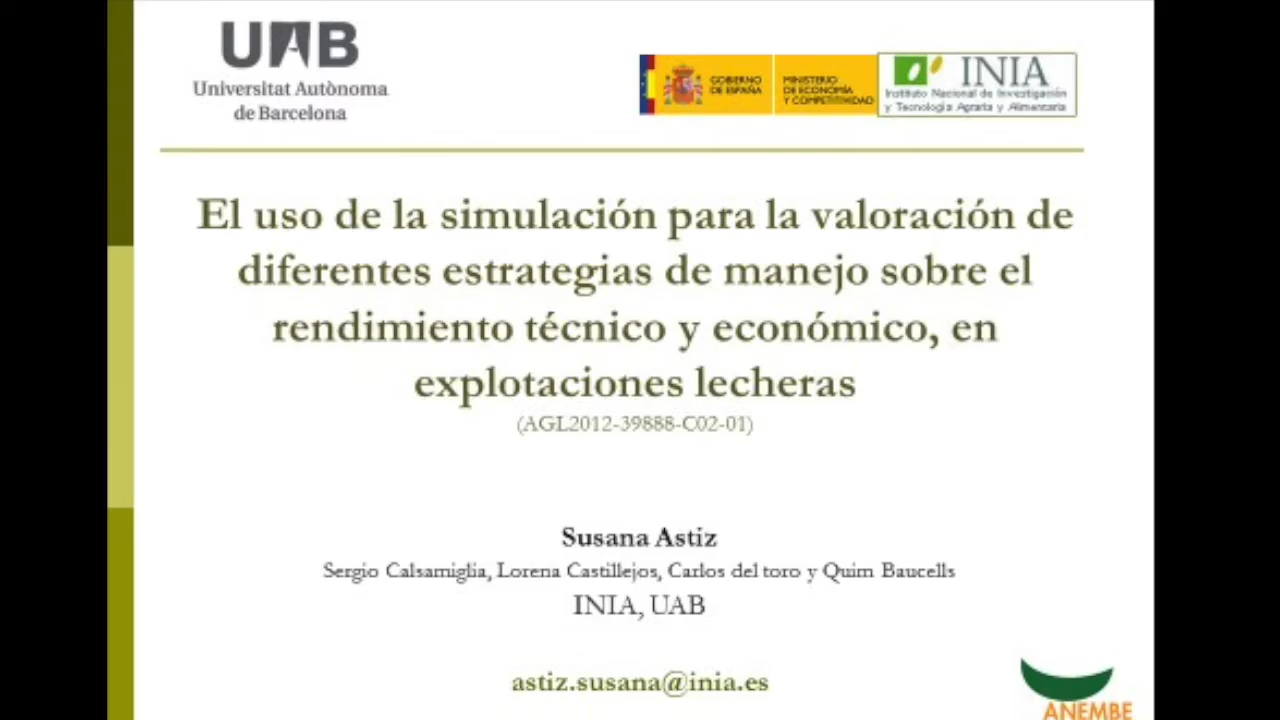 UAB
Universitat Autònoma
de Barcelona
GOBIERNO
DE ESPAÑA
MINISTERIO
DE ECONOMÍA
Y COMPETITIVIDAD
INIA
Instituto Nacional de Investigación
y Tecnología Agraria y Alimentaria
El uso de la simulación para la valoración de
diferentes estrategias de manejo sobre el
rendimiento técnico y económico, en
explotaciones lecheras
(AGL2012-39888-C02-01)
Susana Astiz
Sergio Calsamiglia, Lorena Castillejos, Carlos del toro y Quim Baucells
INIA, UAB
astiz.susana@inia.es
ANEMBE